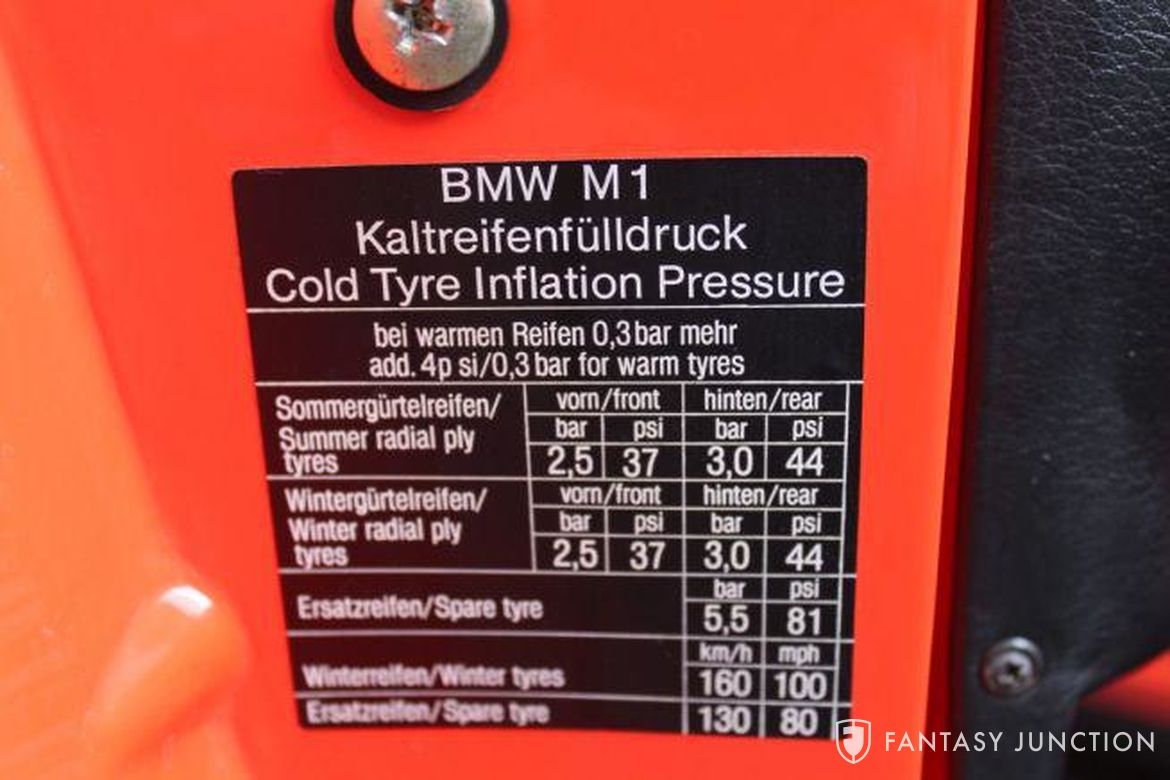 BMW M1
Kaltreifenfülldruck
Cold Tyre Inflation Pressure
bei warmen Reifen 0,3 bar mehr
add. 4p si/0,3 bar for warm tyres
Sommergürtelreifen/
Summer radial ply
tyres
vorn/front hinten/rear
bar psi bar psi
2,5 37 3,0 44
Wintergürtelreifen/
Winter radial ply
tyres
vorn/front hinten/rear
bar psi bar psi
2,5 37 3,0 44
bar psi
Ersatzreifen/Spare tyre 5,5 81
km/h mph
Winterreifen/Winter tyres 160 100
Ersatzreifen/Spare tyre 130 80
FANTASY JUNCTION